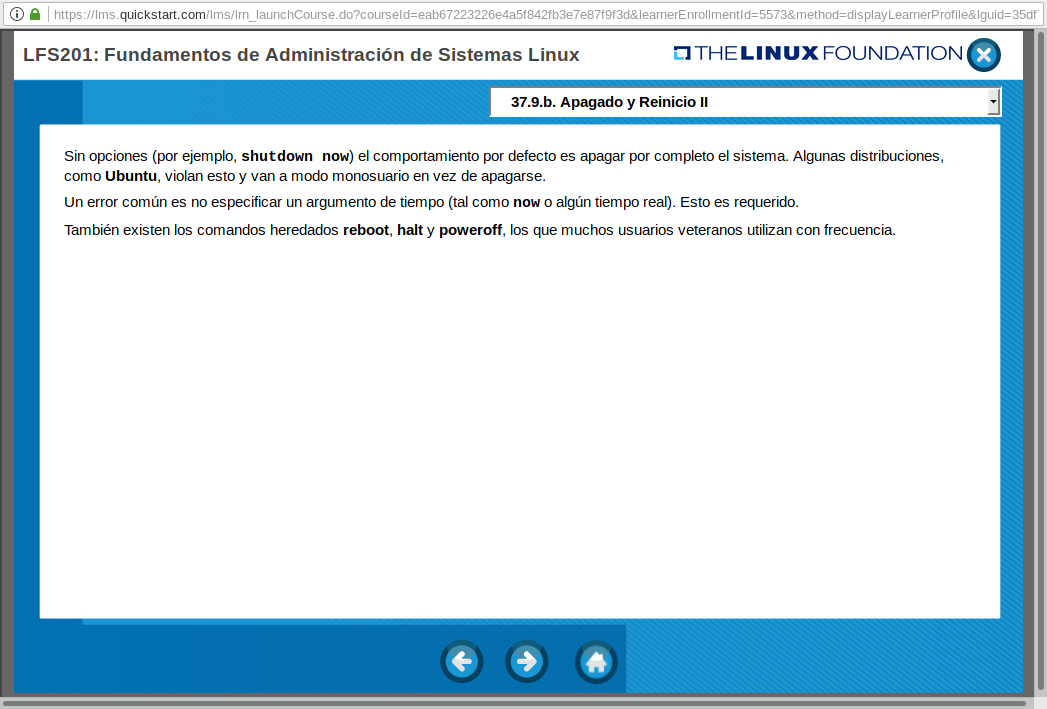 https://lms.quickstart.com/lms/lrn_launchCourse.do?courseId=eab67223226e4a5f842fb3e7e87f9f3d&learnerEnrollmentId=5573&method=displayLearnerProfile&lguid=35df
LFS201: Fundamentos de Administración de Sistemas Linux
THE LINUX FOUNDATION
37.9.b. Apagado y Reinicio II
Sin opciones (por ejemplo, shutdown now) el comportamiento por defecto es apagar por completo el sistema. Algunas distribuciones,
como Ubuntu, violan esto y van a modo monosuario en vez de apagarse.
Un error común es no especificar un argumento de tiempo (tal como now o algún tiempo real). Esto es requerido.
También existen los comandos heredados reboot, halt y poweroff, los que muchos usuarios veteranos utilizan con frecuencia.